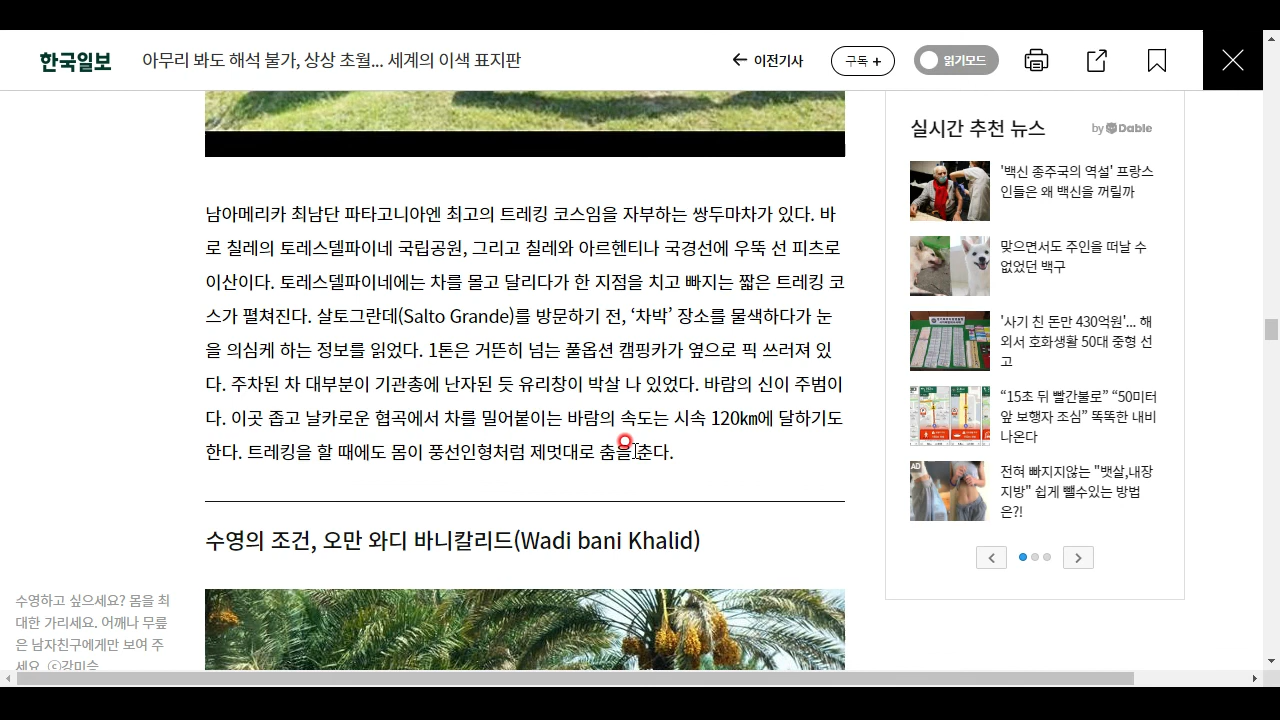 한국일보
아무리 봐도 해석 불가, 상상 초월... 세계의 이색 표지판
이전기사
구독 +
읽기모드
남아메리카 최남단 파타고니아엔 최고의 트레킹 코스임을 자부하는 쌍두마차가 있다. 바
로 칠레의 토레스델파이네 국립공원, 그리고 칠레와 아르헨티나 국경선에 우뚝 선 피츠로
이산이다. 토레스델파이네에는 차를 몰고 달리다가 한 지점을 치고 빠지는 짧은 트레킹 코
스가 펼쳐진다. 살토그란데(Salto Grande)를 방문하기 전, ‘차박’ 장소를 물색하다가 눈
을 의심케 하는 정보를 읽었다. 1톤은 거뜬히 넘는 풀옵션 캠핑카가 옆으로 픽 쓰러져 있
다. 주차된 차 대부분이 기관총에 난자된 듯 유리창이 박살 나 있었다. 바람의 신이 주범이
다. 이곳 좁고 날카로운 협곡에서 차를 밀어붙이는 바람의 속도는 시속 120㎞에 달하기도
한다. 트레킹을 할 때에도 몸이 풍선인형처럼 제멋대로 춤을 춘다.
수영의 조건, 오만 와디 바니칼리드(Wadi bani Khalid)
수영하고 싶으세요? 몸을 최
대한 가리세요. 어깨나 무릎
은 남자친구에게만 보여 주
세요. ⓒ강미승
실시간 추천 뉴스
by Dable
'백신 종주국의 역설' 프랑스
인들은 왜 백신을 꺼릴까
맞으면서도 주인을 떠날 수
없었던 백구
'사기 친 돈만 430억원'... 해
외서 호화생활 50대 중형 선
고
“15초 뒤 빨간불로” “50미터
앞 보행자 조심” 똑똑한 내비
나온다
AD
전혀 빠지지않는 "뱃살,내장
지방" 쉽게 뺄수있는 방법
은?!